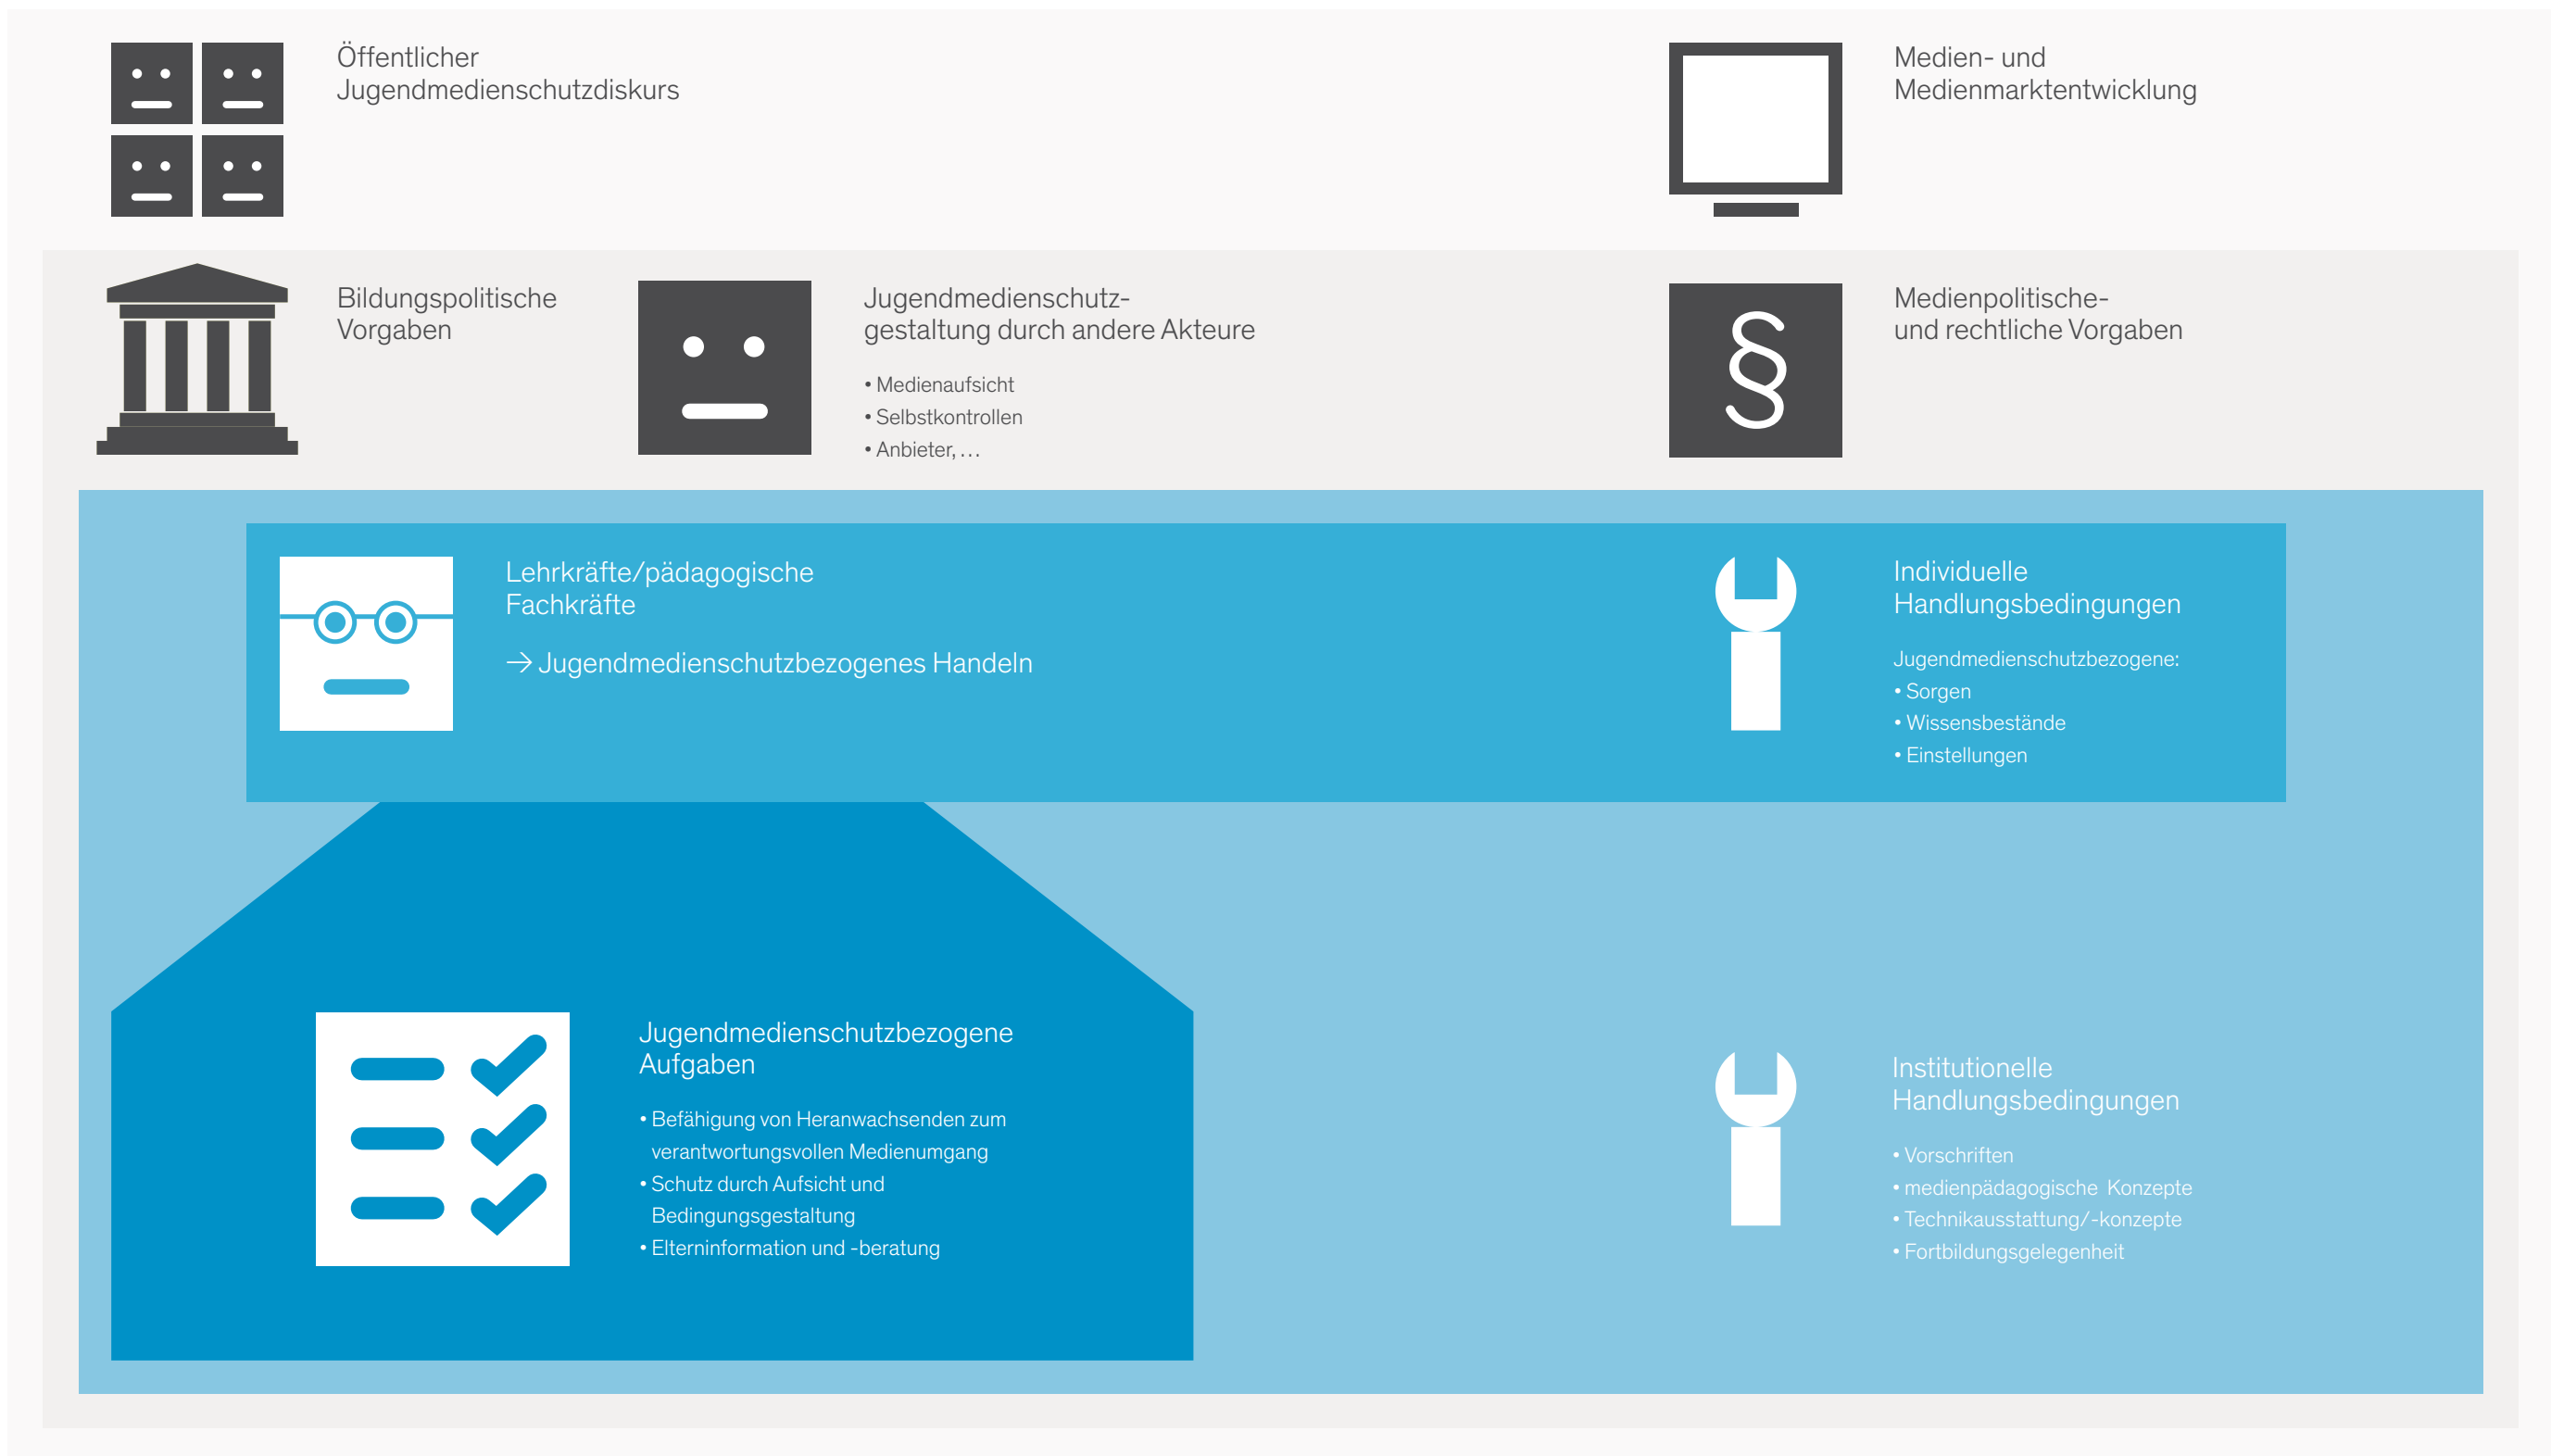 Öffentlicher
Jugendmedienschutzdiskurs
Medien- und
Medienmarktentwicklung
Bildungspolitische
Vorgaben
Jugendmedienschutz-
gestaltung durch andere Akteure
• Medienaufsicht
• Selbstkontrollen
• Anbieter, …
§
Medienpolitische-
und rechtliche Vorgaben
Lehrkräfte/pädagogische
Fachkräfte
→ Jugendmedienschutzbezogenes Handeln
Individuelle
Handlungsbedingungen
Jugendmedienschutzbezogene:
• Sorgen
• Wissensbestände
• Einstellungen
Jugendmedienschutzbezogene
Aufgaben
• Befähigung von Heranwachsenden zum
verantwortungsvollen Medienumgang
• Schutz durch Aufsicht und
Bedingungsgestaltung
• Elterninformation und -beratung
Institutionelle
Handlungsbedingungen
• Vorschriften
• medienpädagogische Konzepte
• Technikausstattung/-konzepte
• Fortbildungsgelegenheit